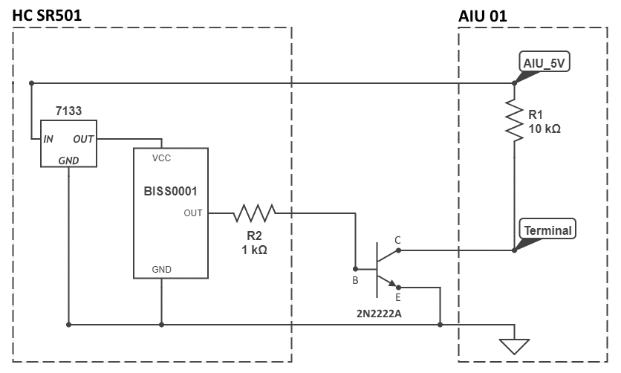 HC SR501
AIU 01
AIU_5V
7133
IN
OUT
GND
R1
10 kΩ
VCC
BISS0001
OUT
R2
1 kΩ
GND
C
B
E
Terminal
2N2222A